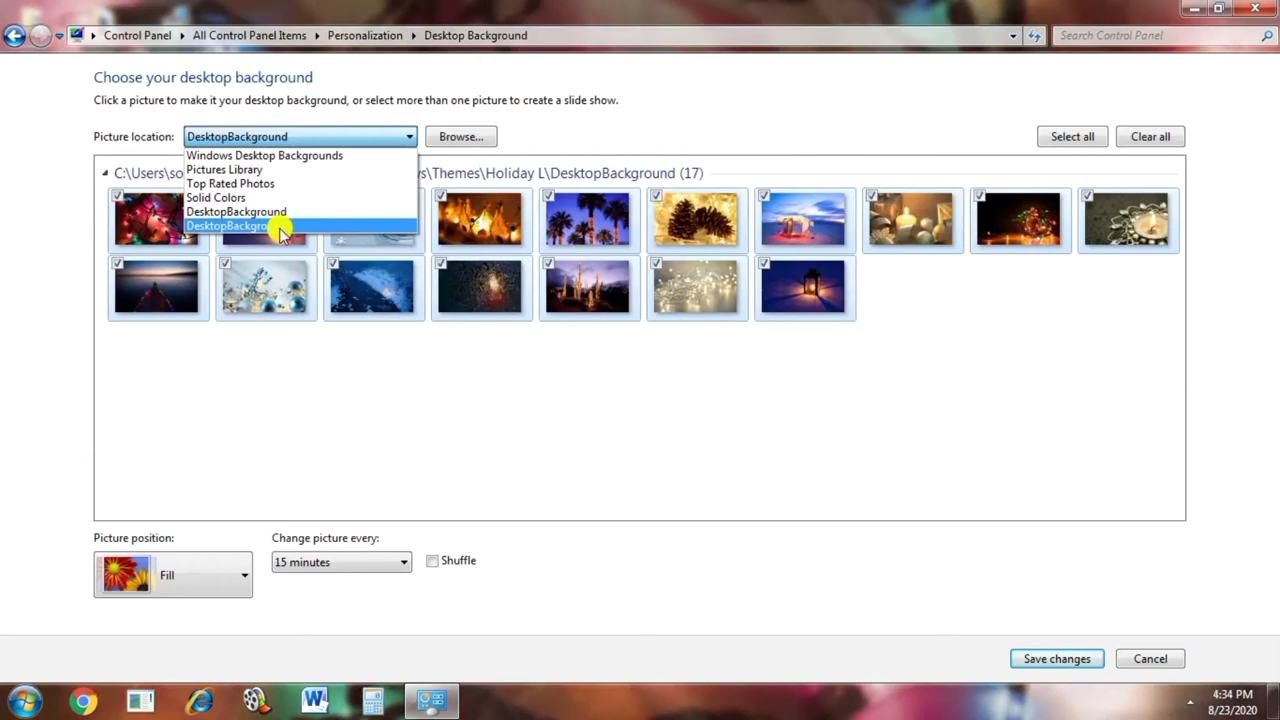 Control Panel All Control Panel Items Personalization Desktop Background
Search Control Panel
Choose your desktop background
Click a picture to make it your desktop background, or select more than one picture to create a slide show.
Picture location: DesktopBackground Browse... Select all Clear all
Windows Desktop Backgrounds
Pictures Library
Top Rated Photos
Solid Colors
DesktopBackground
DesktopBackgro
C:\Users\so
s\Themes\Holiday L\DesktopBackground (17)
Picture position: Change picture every:
Fill 15 minutes Shuffle
Save changes Cancel
4:34 PM
8/23/2020